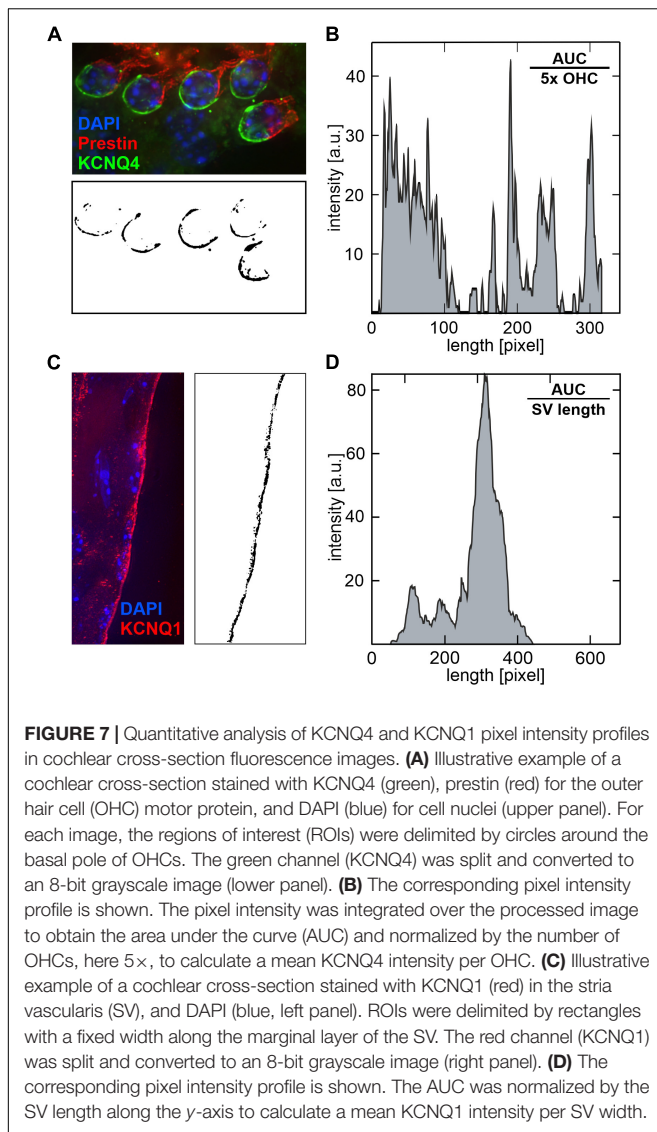 A
DAPI
Prestin
KCNQ4
B
AUC
5x OHC
intensity [a.u.]
40
30
20
10
0 100 200 300
length [pixel]
C
DAPI
KCNQ1
D
AUC
SV length
intensity [a.u.]
80
60
40
20
0 200 400 600
length [pixel]
FIGURE 7 | Quantitative analysis of KCNQ4 and KCNQ1 pixel intensity profiles
in cochlear cross-section fluorescence images. (A) Illustrative example of a
cochlear cross-section stained with KCNQ4 (green), prestin (red) for the outer
hair cell (OHC) motor protein, and DAPI (blue) for cell nuclei (upper panel). For
each image, the regions of interest (ROIs) were delimited by circles around the
basal pole of OHCs. The green channel (KCNQ4) was split and converted to
an 8-bit grayscale image (lower panel). (B) The corresponding pixel intensity
profile is shown. The pixel intensity was integrated over the processed image
to obtain the area under the curve (AUC) and normalized by the number of
OHCs, here 5×, to calculate a mean KCNQ4 intensity per OHC. (C) Illustrative
example of a cochlear cross-section stained with KCNQ1 (red) in the stria
vascularis (SV), and DAPI (blue, left panel). ROIs were delimited by rectangles
with a fixed width along the marginal layer of the SV. The red channel (KCNQ1)
was split and converted to an 8-bit grayscale image (right panel). (D) The
corresponding pixel intensity profile is shown. The AUC was normalized by the
SV length along the y-axis to calculate a mean KCNQ1 intensity per SV width.